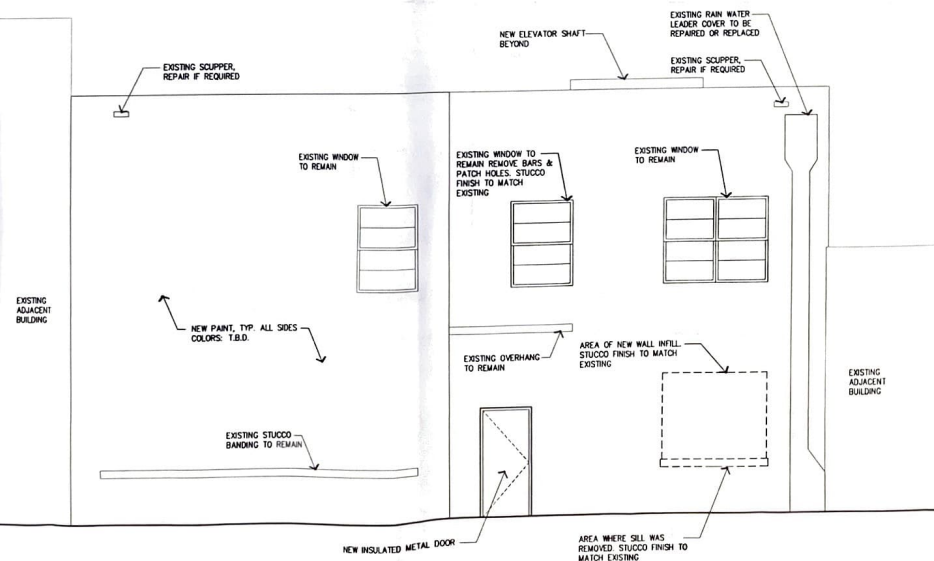 EXISTING RAIN WATER
LEADER COVER TO BE
REPAIRED OR REPLACED
NEW ELEVATOR SHAFT
BEYOND
EXISTING SCUPPER,
REPAIR IF REQUIRED
EXISTING SCUPPER,
REPAIR IF REQUIRED
EXISTING WINDOW
TO REMAIN
EXISTING WINDOW TO
REMAIN REMOVE BARS &
PATCH HOLES. STUCCO
FINISH TO MATCH
EXISTING
EXISTING WINDOW
TO REMAIN
EXISTING
ADJACENT
BUILDING
NEW PAINT, TYP. ALL SIDES
COLORS: T.B.D.
EXISTING OVERHANG
TO REMAIN
AREA OF NEW WALL INFILL.
STUCCO FINISH TO MATCH
EXISTING
EXISTING
ADJACENT
BUILDING
EXISTING STUCCO
BANDING TO REMAIN
NEW INSULATED METAL DOOR
AREA WHERE SILL WAS
REMOVED. STUCCO FINISH TO
MATCH EXISTING